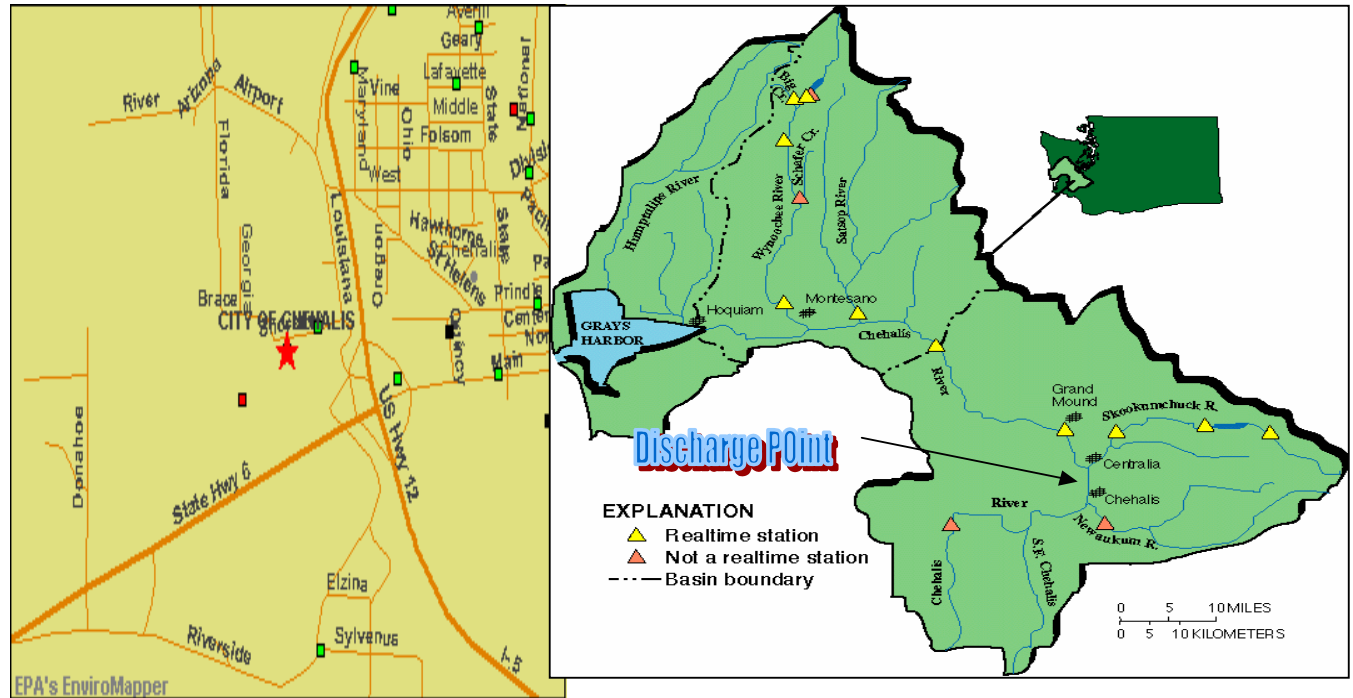 Averill
Geary
Lafayette
Middle
Folsom
Vine
Maryland
Ohio
State
National
Division
Pacific
West
River
Arizona
Airport
Florida
Louisiana
Oregon
Hawthorne
Chehalis
St Helens
State
Prindle
Center
Main
Quincy
Georgia
Brace
CITY OF CHEHALIS
US Hwy 12
State Hwy 6
Donahoe
Elzina
Sylvenus
Riverside
I-5
EPA's EnviroMapper
Big
Cr.
Schafer Cr.
Humptulips River
Wynoochee River
Satsop River
Hoquiam
Montesano
GRAYS
HARBOR
Chehalis
River
Grand
Mound
Skookumchuck R.
Centralia
Chehalis
Newaukum R.
River
Chehalis
S.F. Chehalis
Discharge POint
EXPLANATION
Realtime station
Not a realtime station
Basin boundary
0 5 10 MILES
0 5 10 KILOMETERS